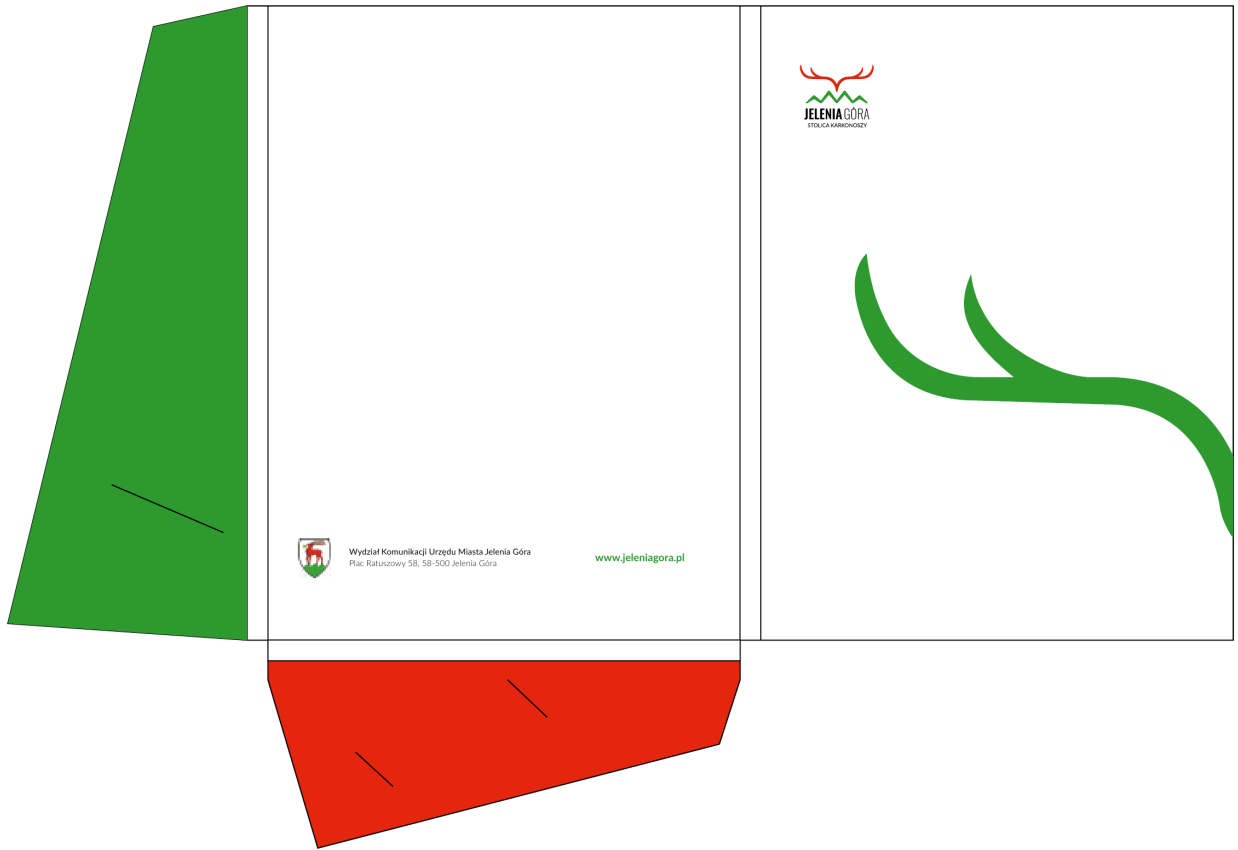 JELENIA GÓRA
STOLICA KARKONOSZY
Wydział Komunikacji Urzędu Miasta Jelenia Góra
Plac Ratuszowy 58, 58-500 Jelenia Góra
www.jeleniagora.pl